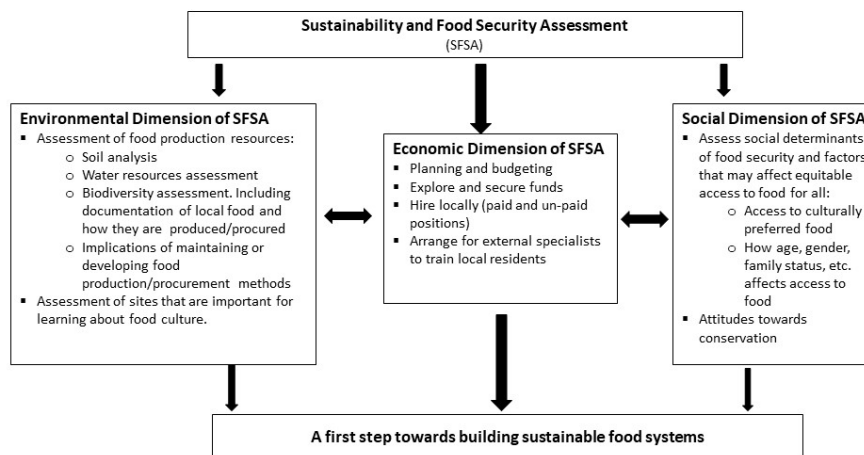 Sustainability and Food Security Assessment
(SFSA)
Environmental Dimension of SFSA
▪ Assessment of food production resources:
o Soil analysis
o Water resources assessment
o Biodiversity assessment. Including
documentation of local food and
how they are produced/procured
o Implications of maintaining or
developing food
production/procurement methods
▪ Assessment of sites that are important for
learning about food culture.
Economic Dimension of SFSA
▪ Planning and budgeting
▪ Explore and secure funds
▪ Hire locally (paid and un-paid
positions)
▪ Arrange for external specialists
to train local residents
Social Dimension of SFSA
▪ Assess social determinants
of food security and factors
that may affect equitable
access to food for all:
o Access to culturally
preferred food
o How age, gender,
family status, etc.
affects access to
food
▪ Attitudes towards
conservation
A first step towards building sustainable food systems